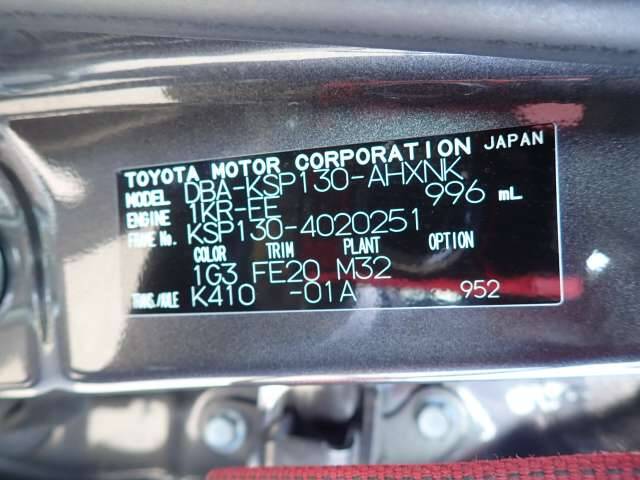 TOYOTA MOTOR CORPORATION JAPAN
MODEL DBA-KSP130-AHXNK
ENGINE 1KR-FE 996 mL
FRAME No. KSP130-4020251
COLOR TRIM PLANT OPTION
1G3 FE20 M32
TRANS./AXLE K410 -01A 952